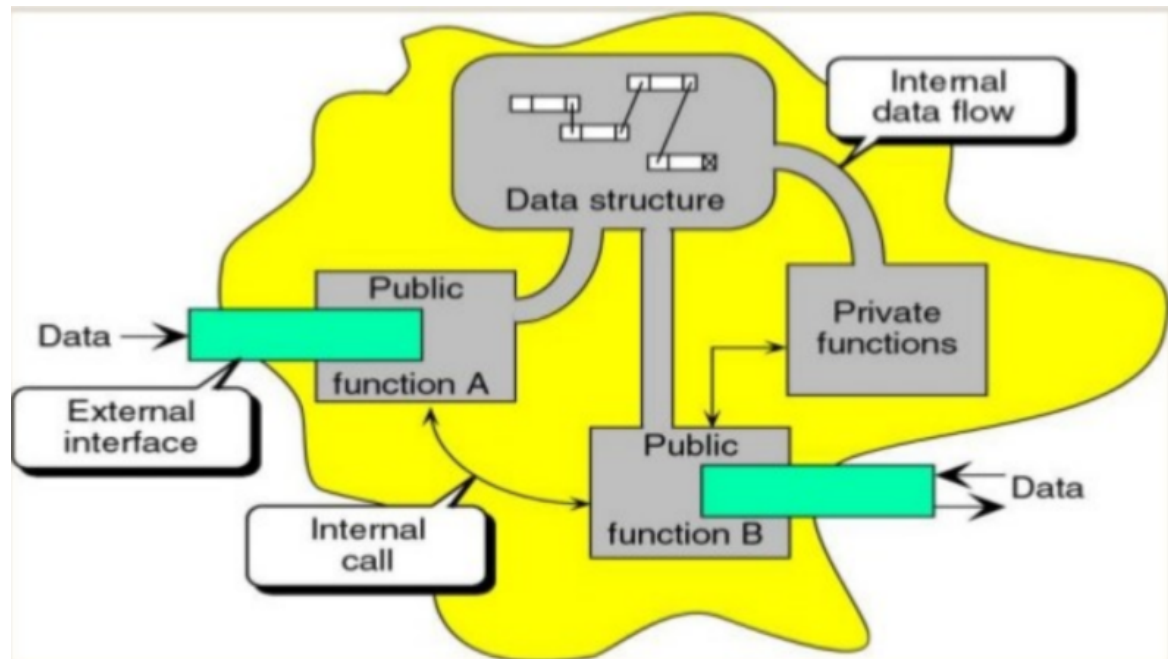 Data structure
Internal
data flow
Public
function A
Data
External
interface
Private
functions
Public
function B
Data
Internal
call